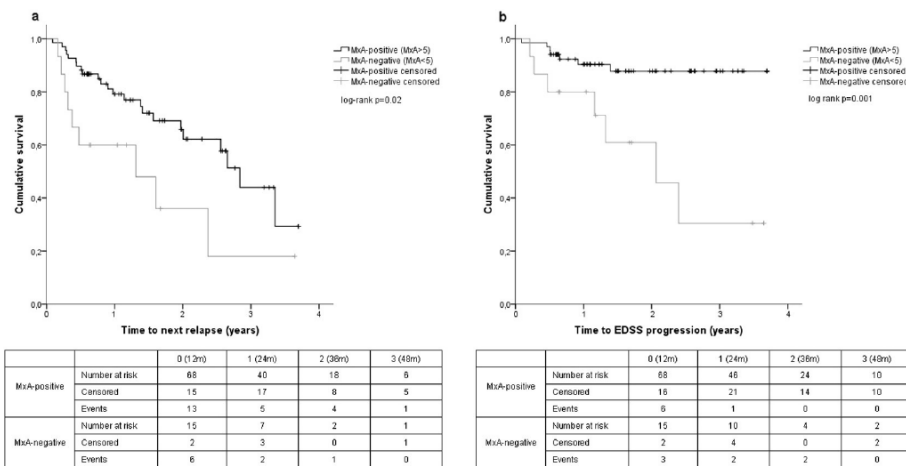 a
MxA-positive (MxA>5)
MxA-negative (MxA<5)
MxA-positive censored
MxA-negative censored
log-rank p=0.02
Cumulative survival
1,0
0,8
0,6
0,4
0,2
0,0
0 1 2 3 4
Time to next relapse (years)
0 (12m) 1 (24m) 2 (36m) 3 (48m)
MxA-positive
Number at risk 68 40 18 6
Censored 15 17 8 5
Events 13 5 4 1
MxA-negative
Number at risk 15 7 2 1
Censored 2 3 0 1
Events 6 2 1 0
b
MxA-positive (MxA>5)
MxA-negative (MxA<5)
MxA-positive censored
MxA-negative censored
log rank p=0.001
Cumulative survival
1,0
0,8
0,6
0,4
0,2
0,0
0 1 2 3 4
Time to EDSS progression (years)
0 (12m) 1 (24m) 2 (36m) 3 (48m)
MxA-positive
Number at risk 68 46 24 10
Censored 16 21 14 10
Events 6 1 0 0
MxA-negative
Number at risk 15 10 4 2
Censored 2 4 0 2
Events 3 2 2 0